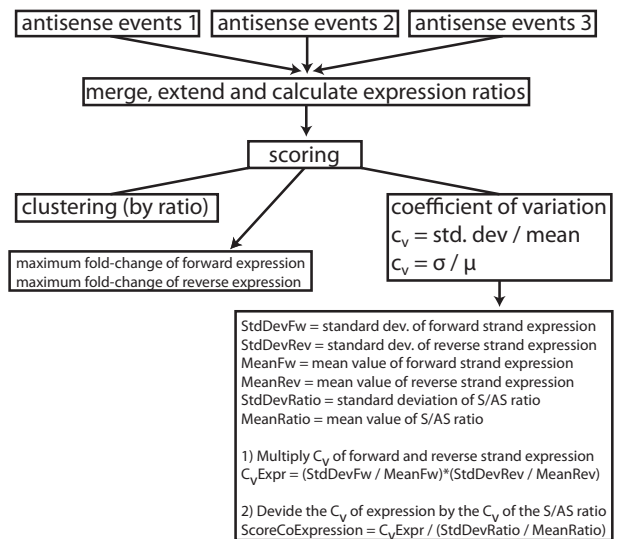 antisense events 1
antisense events 2
antisense events 3
merge, extend and calculate expression ratios
scoring
clustering (by ratio)
maximum fold-change of forward expression
maximum fold-change of reverse expression
coefficient of variation
cv = std. dev / mean
cv = σ / μ
StdDevFw = standard dev. of forward strand expression
StdDevRev = standard dev. of reverse strand expression
MeanFw = mean value of forward strand expression
MeanRev = mean value of reverse strand expression
StdDevRatio = standard deviation of S/AS ratio
MeanRatio = mean value of S/AS ratio
1) Multiply CV of forward and reverse strand expression
CVExpr = (StdDevFw / MeanFw)*(StdDevRev / MeanRev)
2) Devide the CV of expression by the CV of the S/AS ratio
ScoreCoExpression = CVExpr / (StdDevRatio / MeanRatio)